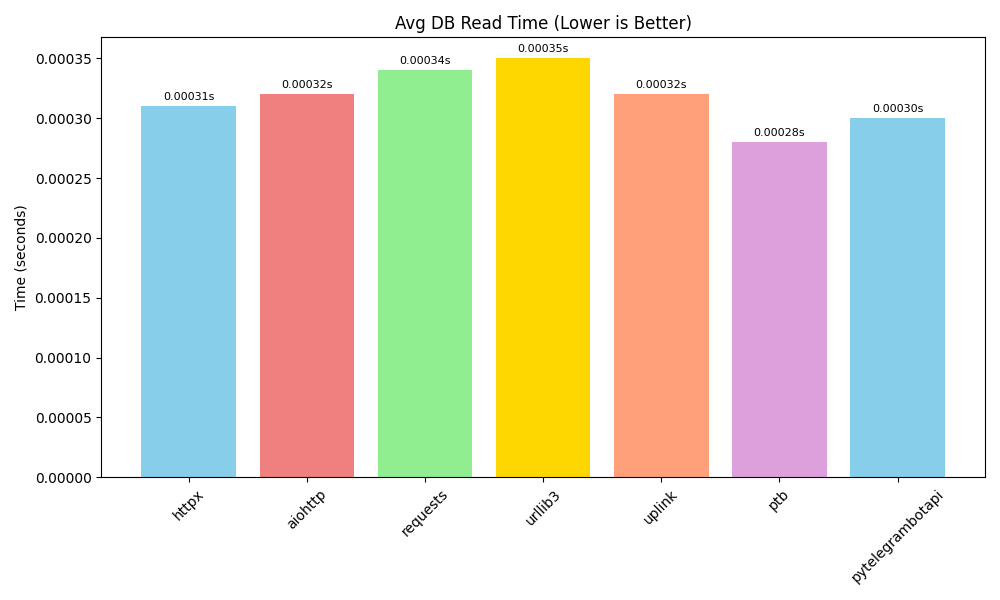 Avg DB Read Time (Lower is Better)
Time (seconds)
0.00035
0.00030
0.00025
0.00020
0.00015
0.00010
0.00005
0.00000
0.00031s
0.00032s
0.00034s
0.00035s
0.00032s
0.00028s
0.00030s
httpx
aiohttp
requests
urllib3
uplink
ptb
pytelegrambotapi